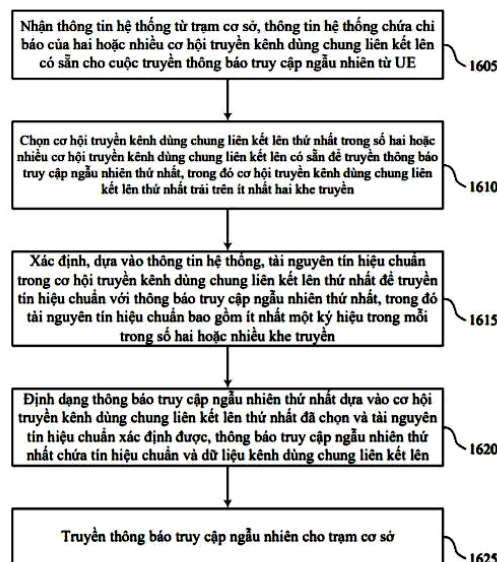 Nhận thông tin hệ thống từ trạm cơ sở, thông tin hệ thống chứa chỉ
báo của hai hoặc nhiều cơ hội truyền kênh dùng chung liên kết lên
có sẵn cho cuộc truyền thông báo truy cập ngẫu nhiên từ UE
1605
Chọn cơ hội truyền kênh dùng chung liên kết lên thứ nhất trong số hai hoặc
nhiều cơ hội truyền kênh dùng chung liên kết lên có sẵn để truyền thông báo
truy cập ngẫu nhiên thứ nhất, trong đó cơ hội truyền kênh dùng chung liên
kết lên thứ nhất trải trên ít nhất hai khe truyền
1610
Xác định, dựa vào thông tin hệ thống, tài nguyên tín hiệu chuẩn
trong cơ hội truyền kênh dùng chung liên kết lên thứ nhất để truyền
tín hiệu chuẩn với thông báo truy cập ngẫu nhiên thứ nhất, trong đó
tài nguyên tín hiệu chuẩn bao gồm ít nhất một ký hiệu trong mỗi
trong số hai hoặc nhiều khe truyền
1615
Định dạng thông báo truy cập ngẫu nhiên thứ nhất dựa vào cơ hội
truyền kênh dùng chung liên kết lên thứ nhất đã chọn và tài nguyên
tín hiệu chuẩn xác định được, thông báo truy cập ngẫu nhiên thứ
nhất chứa tín hiệu chuẩn và dữ liệu kênh dùng chung liên kết lên
1620
Truyền thông báo truy cập ngẫu nhiên cho trạm cơ sở
1625